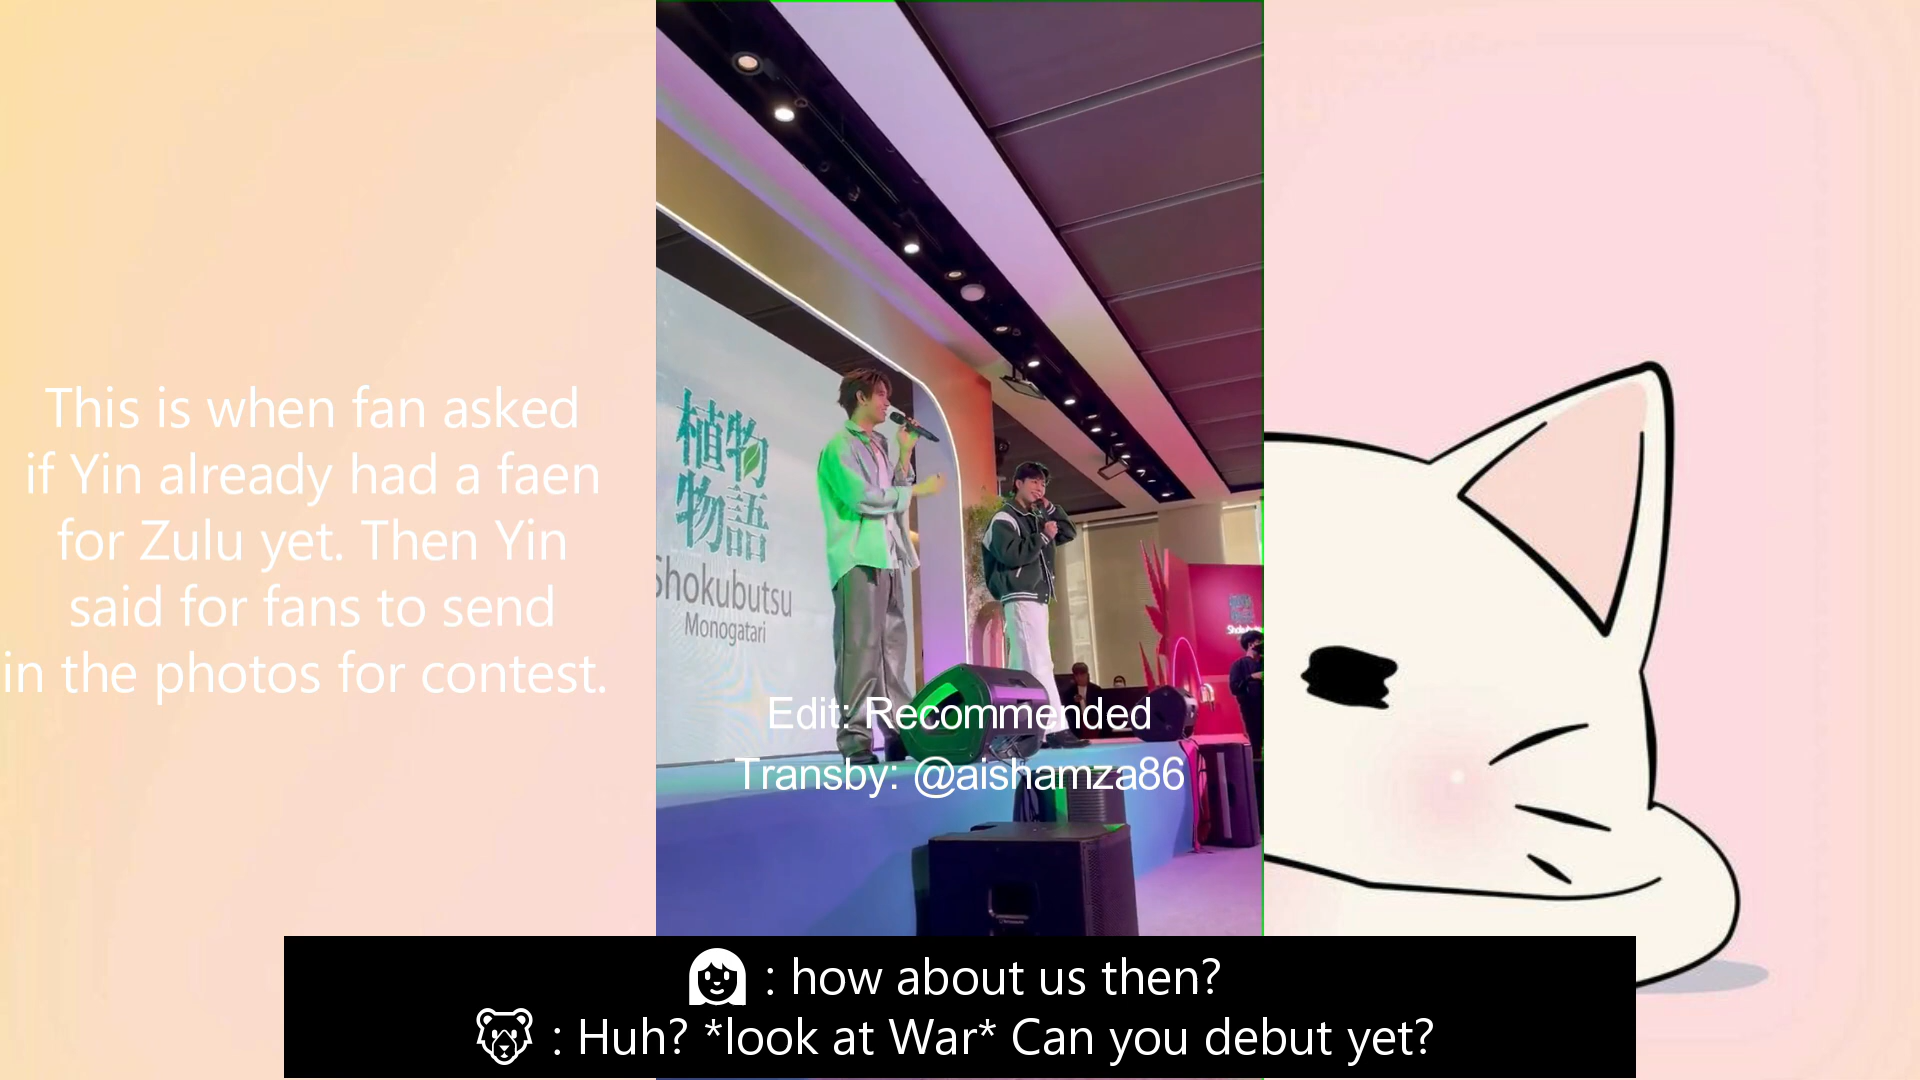 This is when fan asked
if Yin already had a faen
for Zulu yet. Then Yin
said for fans to send
in the photos for contest.
植物
物語
Shokubutsu
Monogatari
Edit: Recommended
Transby: @aishamza86
: how about us then?
: Huh? *look at War* Can you debut yet?